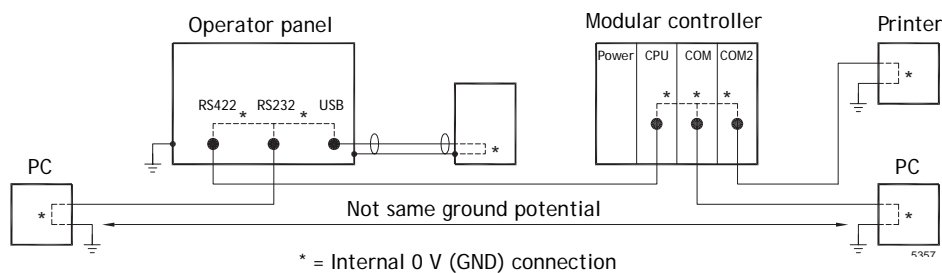 Operator panel
Modular controller
Printer
Power CPU COM COM2
RS422 RS232 USB
*
* *
* * *
*
PC
PC
*
*
Not same ground potential
5357
* = Internal 0 V (GND) connection